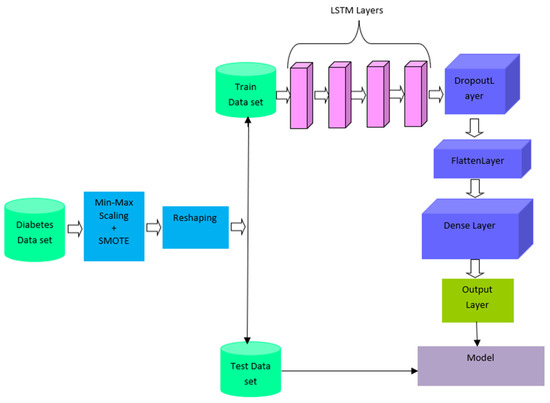 LSTM Layers
Train
Data set
DropoutL
ayer
FlattenLayer
Diabetes
Data set
Min-Max
Scaling
+
SMOTE
Reshaping
Dense Layer
Output
Layer
Test Data
set
Model